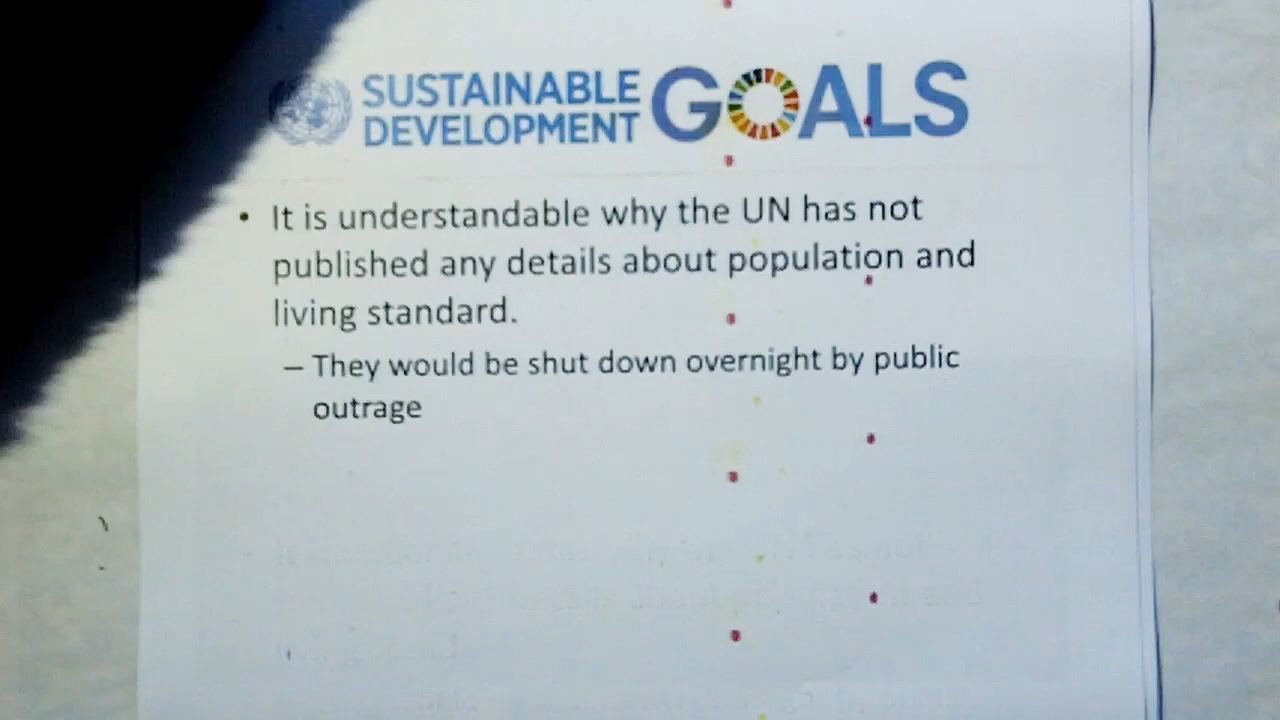 SUSTAINABLE
DEVELOPMENT
GOALS
• It is understandable why the UN has not
published any details about population and
living standard.
– They would be shut down overnight by public
outrage